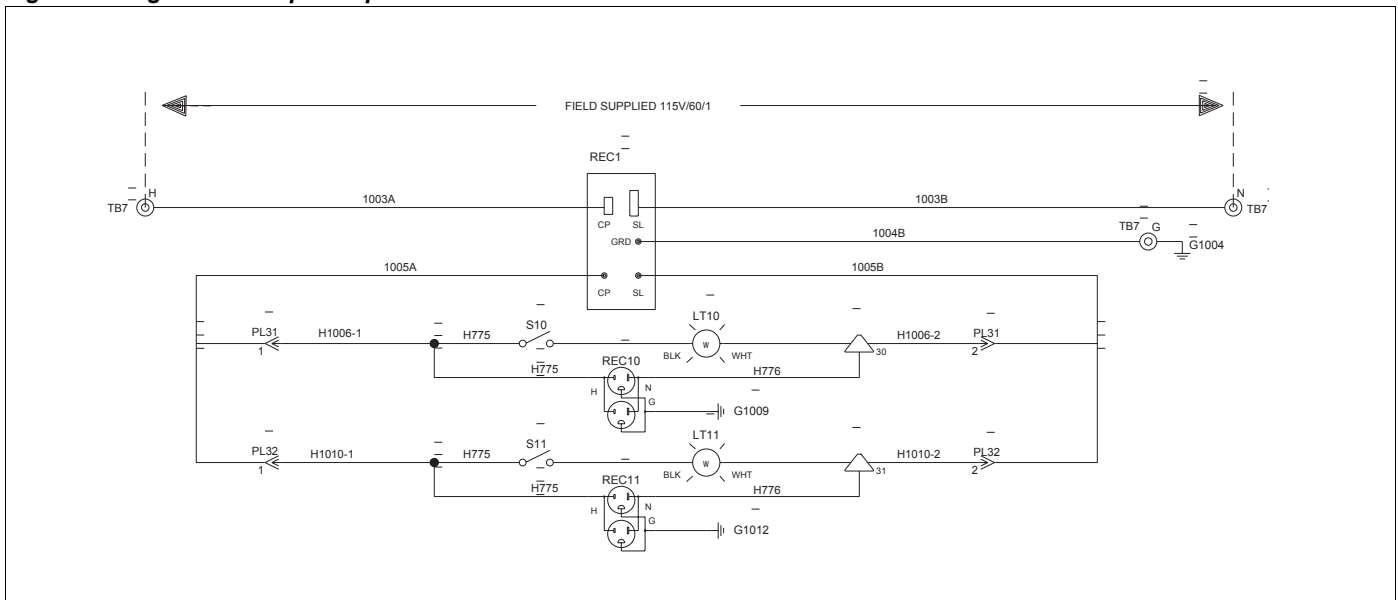 FIELD SUPPLIED 115V/60/1
REC1
H
TB7
1003A
1003B
N
TB7
CP
SL
GRD
1004B
TB7
G
G1004
1005A
1005B
CP
SL
PL31
1
H1006-1
H775
S10
LT10
W
BLK
WHT
30
H1006-2
PL31
2
H775
REC10
H776
H
N
G
G1009
PL32
1
H1010-1
H775
S11
LT11
W
BLK
WHT
31
H1010-2
PL32
2
H775
REC11
H776
H
N
G
G1012